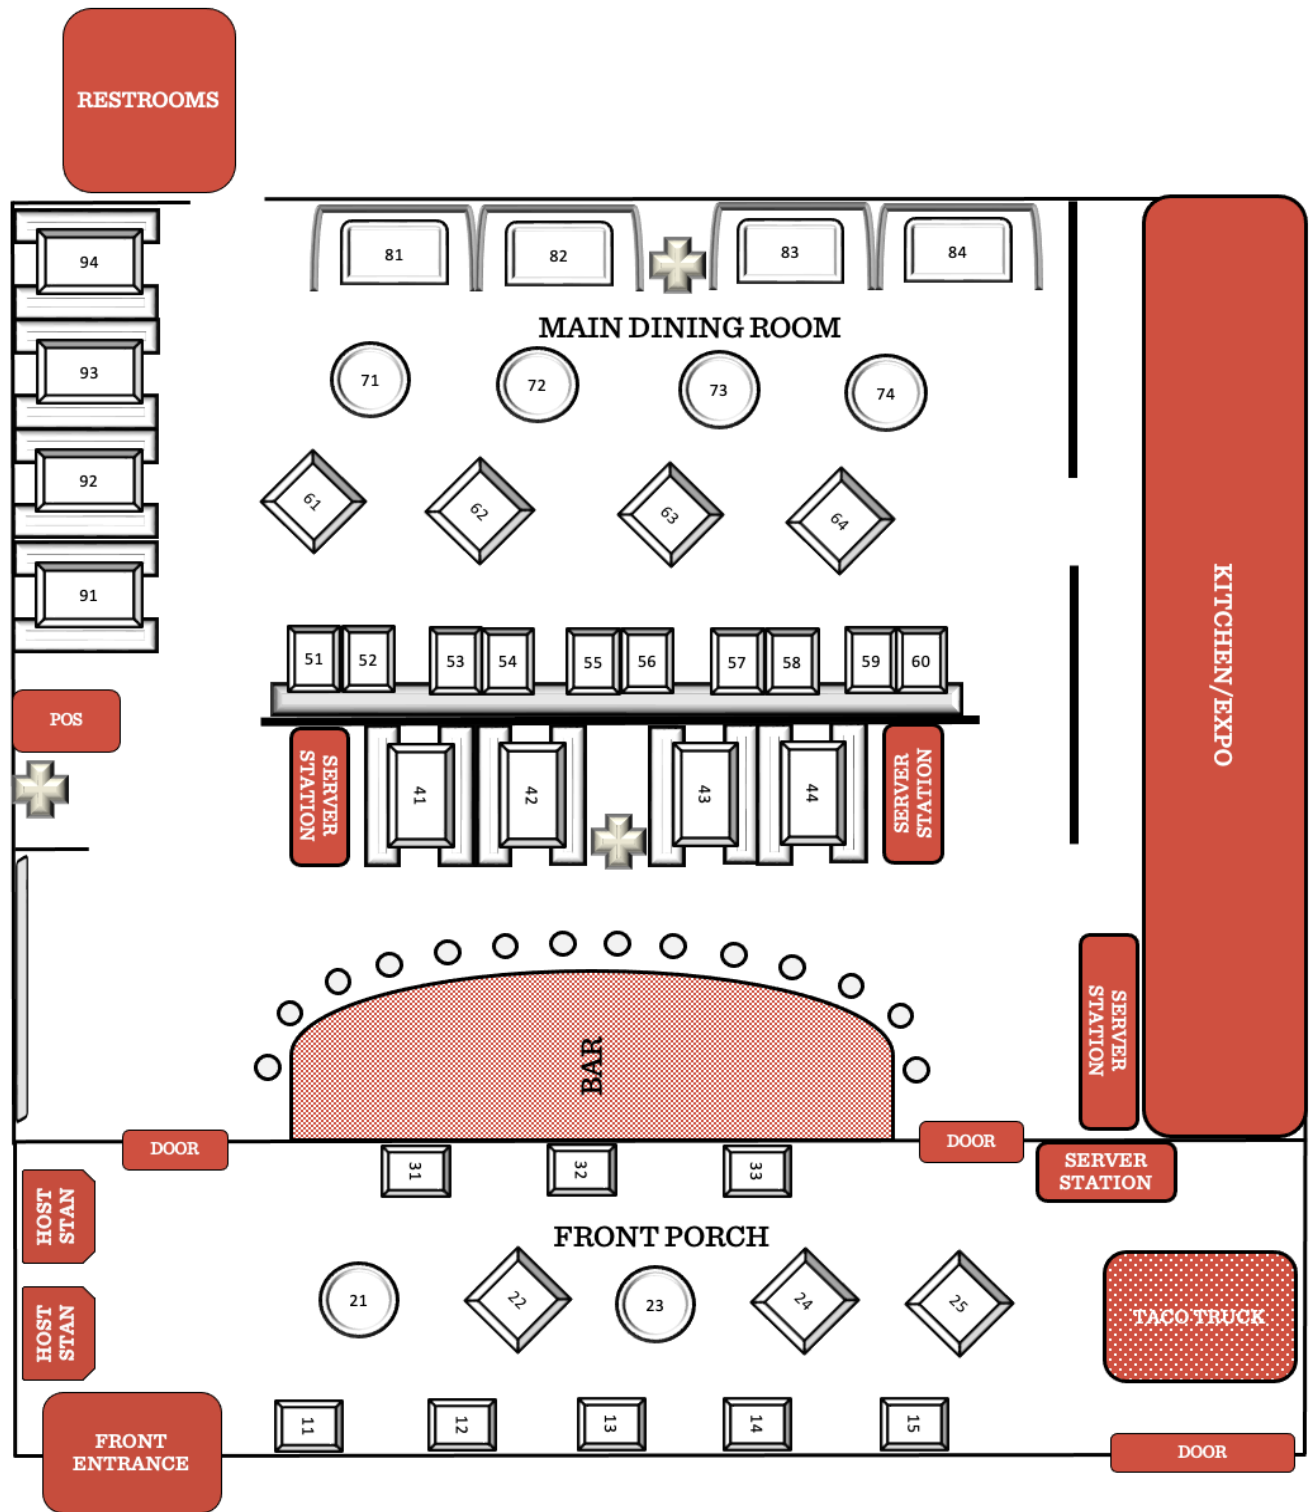 RESTROOMS
94
81
82
83
84
MAIN DINING ROOM
93
71
72
73
74
92
61
62
63
64
91
KITCHEN/EXPO
51
52
53
54
55
56
57
58
59
60
POS
SERVER
STATION
41
42
43
44
SERVER
STATION
BAR
SERVER
STATION
DOOR
DOOR
31
32
33
SERVER
STATION
HOST
STAN
FRONT PORCH
HOST
STAN
21
22
23
24
25
TACO TRUCK
FRONT
ENTRANCE
11
12
13
14
15
DOOR